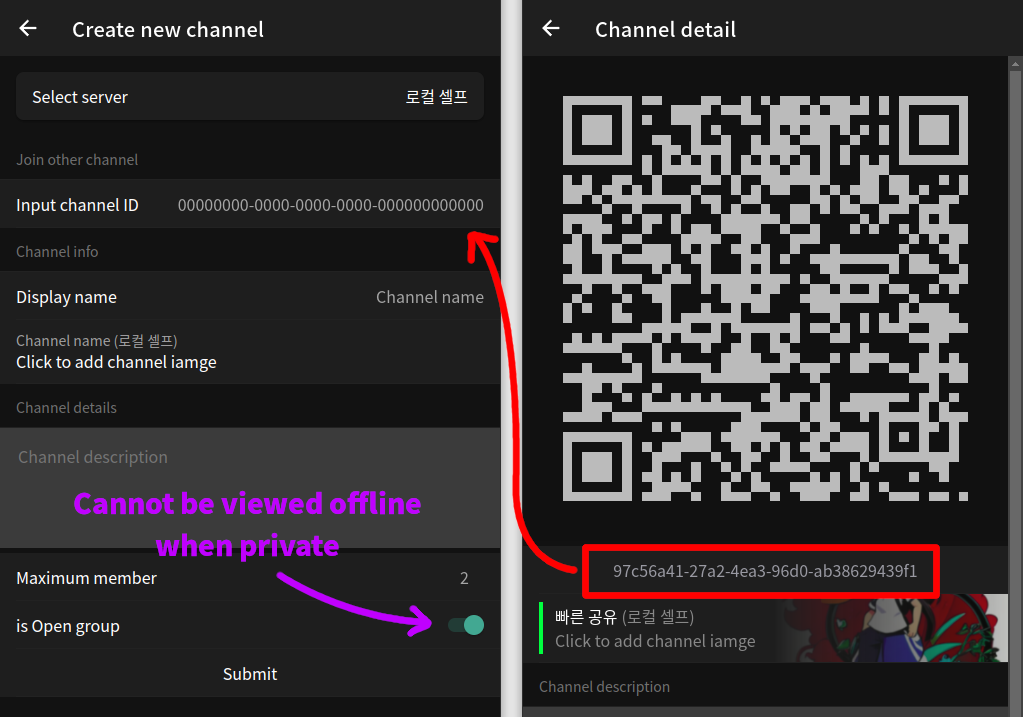 Create new channel
Select server 로컬 셀프
Join other channel
Input channel ID 00000000-0000-0000-0000-000000000000
Channel info
Display name Channel name
Channel name (로컬 셀프)
Click to add channel iamge
Channel details
Channel description
Cannot be viewed offline
when private
Maximum member 2
is Open group
Submit
Channel detail
97c56a41-27a2-4ea3-96d0-ab38629439f1
빠른 공유 (로컬 셀프)
Click to add channel iamge
Channel description